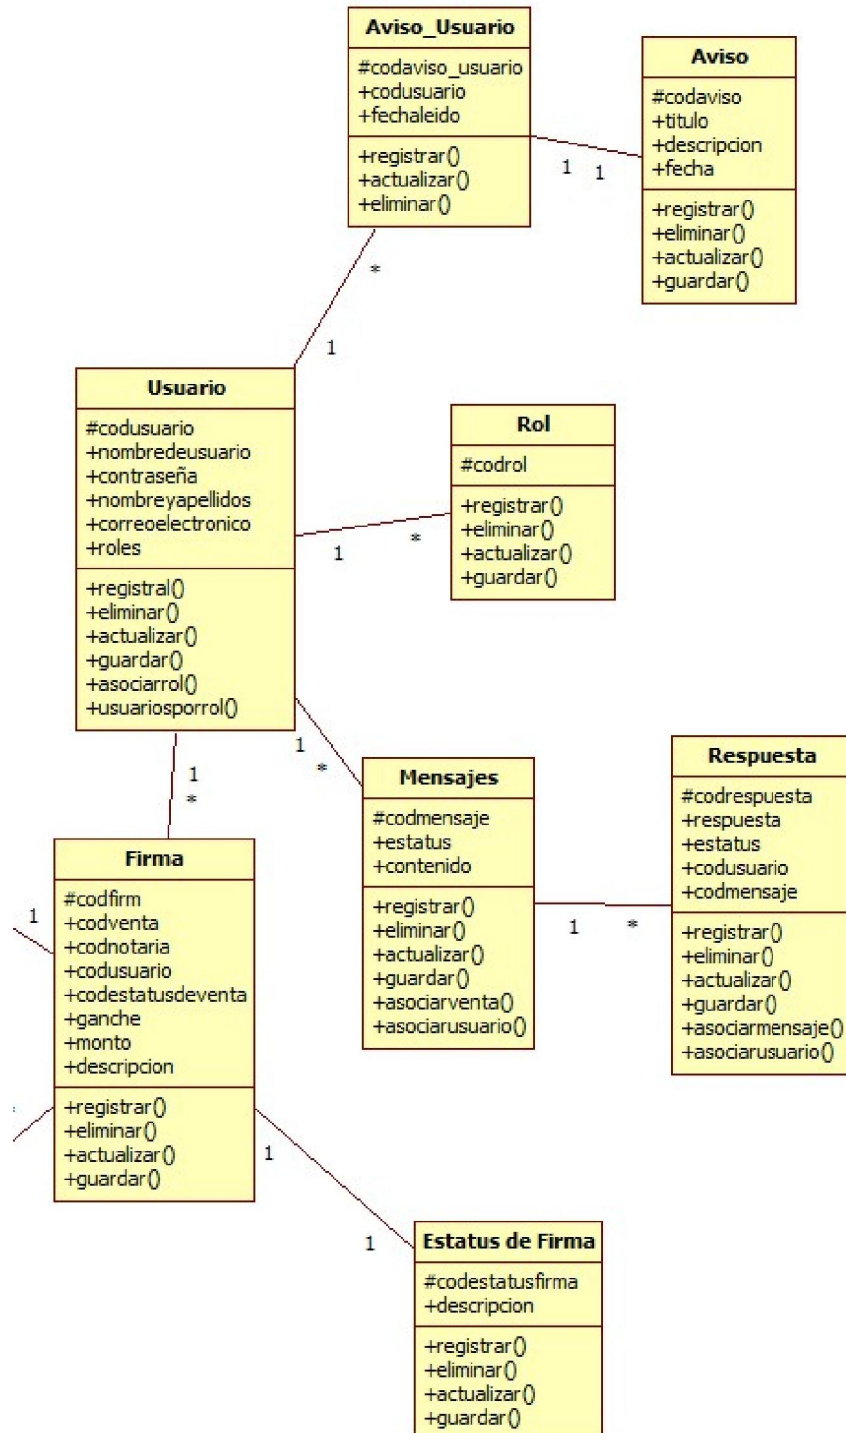 Aviso_Usuario
#codaviso_usuario
+codusuario
+fechaleido
+registrar()
+actualizar()
+eliminar()
Aviso
#codaviso
+titulo
+descripcion
+fecha
+registrar()
+eliminar()
+actualizar()
+guardar()
1
1
*
1
Usuario
#codusuario
+nombredeusuario
+contraseña
+nombreyapellidos
+correoelectronico
+roles
+registral()
+eliminar()
+actualizar()
+guardar()
+asociarrol()
+usuariosporrol()
Rol
#codrol
+registrar()
+eliminar()
+actualizar()
+guardar()
1
*
1
*
1
*
Mensajes
#codmensaje
+estatus
+contenido
+registrar()
+eliminar()
+actualizar()
+guardar()
+asociarventa()
+asociarusuario()
Respuesta
#codrespuesta
+respuesta
+estatus
+codusuario
+codmensaje
+registrar()
+eliminar()
+actualizar()
+guardar()
+asociarmensaje()
+asociarusuario()
1
*
Firma
#codfirm
+codventa
+codnotaria
+codusuario
+codestatusdeventa
+ganche
+monto
+descripcion
+registrar()
+eliminar()
+actualizar()
+guardar()
1
1
1
Estatus de Firma
#codestatusfirma
+descripcion
+registrar()
+eliminar()
+actualizar()
+guardar()